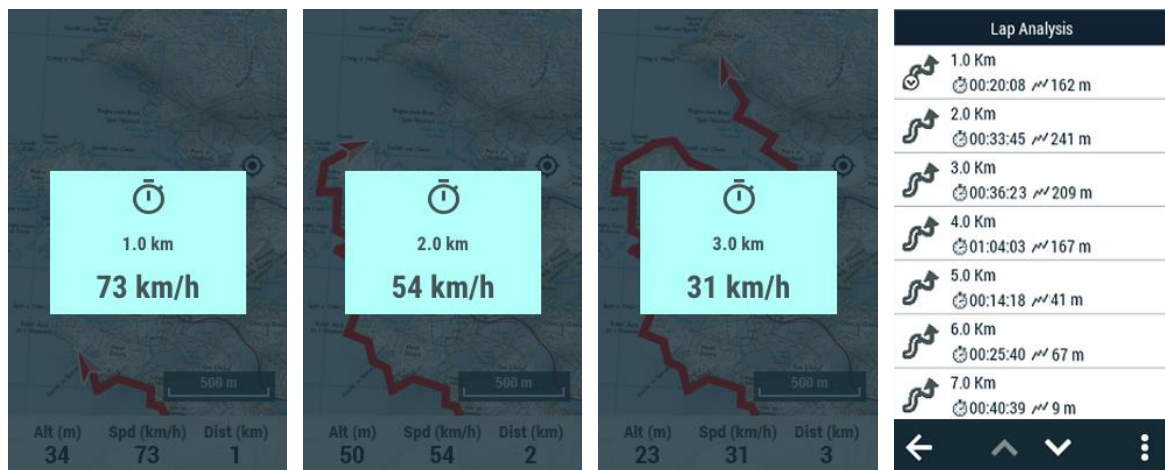 1.0 km
73 km/h
500 m
Alt (m) Spd (km/h) Dist (km)
34 73 1
2.0 km
54 km/h
500 m
Alt (m) Spd (km/h) Dist (km)
50 54 2
3.0 km
31 km/h
500 m
Alt (m) Spd (km/h) Dist (km)
23 31 3
Lap Analysis
1.0 Km
00:20:08 162 m
2.0 Km
00:33:45 241 m
3.0 Km
00:36:23 209 m
4.0 Km
01:04:03 167 m
5.0 Km
00:14:18 41 m
6.0 Km
00:25:40 67 m
7.0 Km
00:40:39 9 m